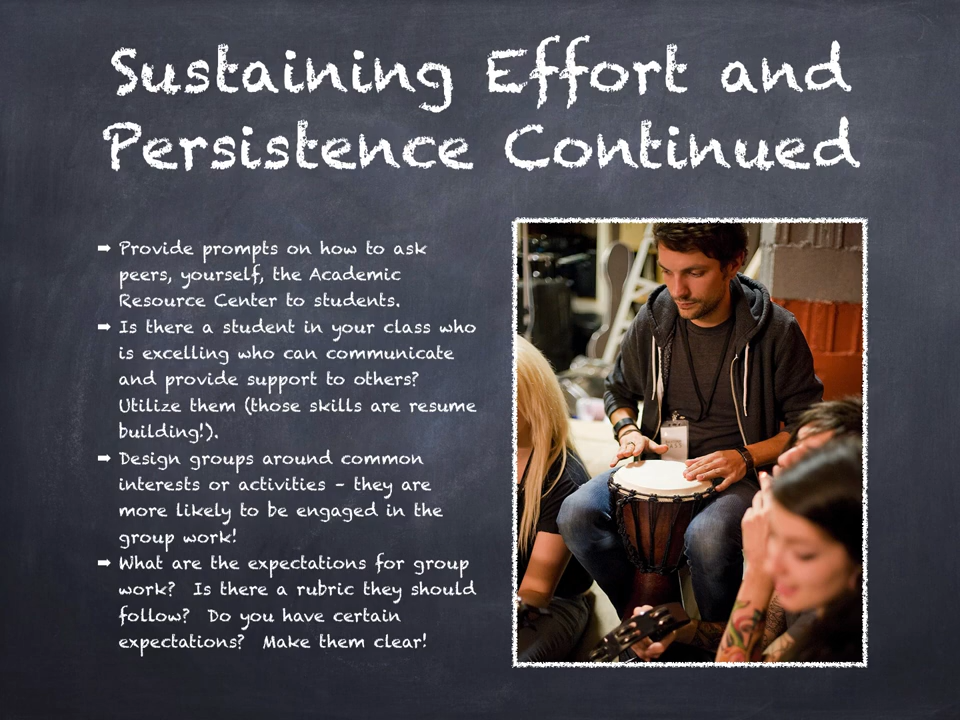 Sustaining Effort and
Persistence Continued
➡ Provide prompts on how to ask
peers, yourself, the Academic
Resource Center to students.
➡ Is there a student in your class who
is excelling who can communicate
and provide support to others?
Utilize them (those skills are resume
building!).
➡ Design groups around common
interests or activities – they are
more likely to be engaged in the
group work!
➡ What are the expectations for group
work?  Is there a rubric they should
follow?  Do you have certain
expectations?  Make them clear!